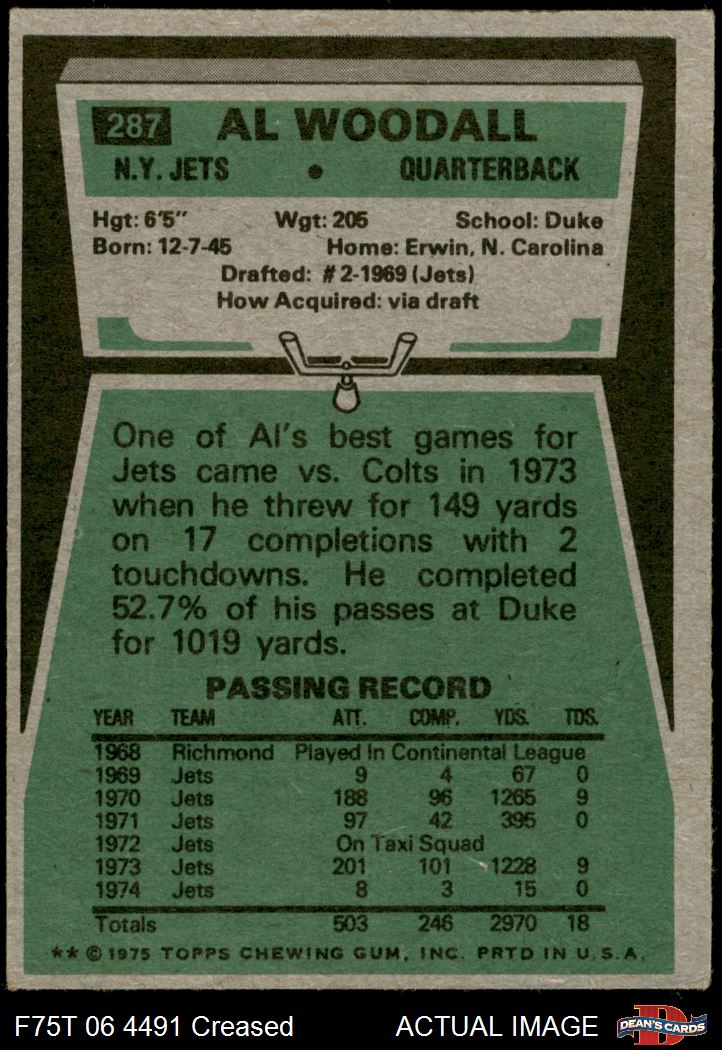 287 AL WOODALL
N.Y. JETS • QUARTERBACK
Hgt: 6'5" Wgt: 205 School: Duke
Born: 12-7-45 Home: Erwin, N. Carolina
Drafted: #2-1969 (Jets)
How Acquired: via draft
One of Al's best games for
Jets came vs. Colts in 1973
when he threw for 149 yards
on 17 completions with 2
touchdowns. He completed
52.7% of his passes at Duke
for 1019 yards.
PASSING RECORD
YEAR TEAM ATT. COMP. YDS. TDS.
1968 Richmond Played In Continental League
1969 Jets 9 4 67 0
1970 Jets 188 96 1265 9
1971 Jets 97 42 395 0
1972 Jets On Taxi Squad
1973 Jets 201 101 1228 9
1974 Jets 8 3 15 0
Totals 503 246 2970 18
** © 1975 TOPPS CHEWING GUM, INC. PRTD IN U.S.A.
F75T 06 4491 Creased ACTUAL IMAGE
D
DEAN'S CARDS